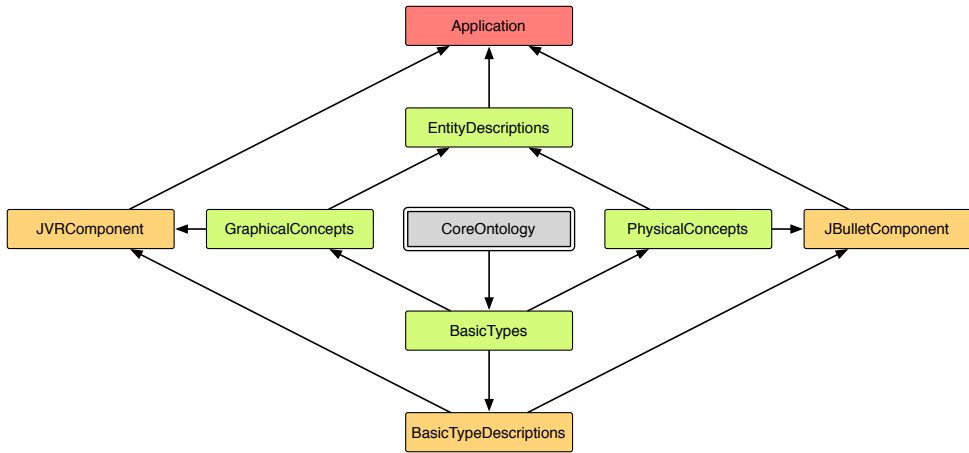 Application
EntityDescriptions
JVRComponent
GraphicalConcepts
CoreOntology
PhysicalConcepts
JBulletComponent
BasicTypes
BasicTypeDescriptions